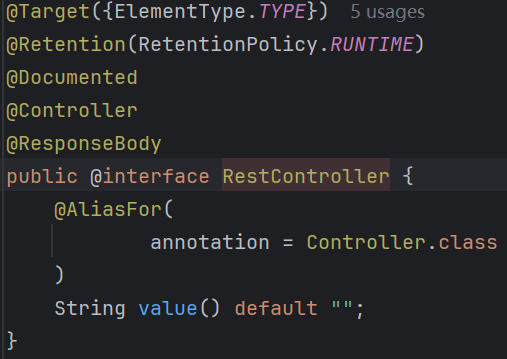 @Target({ElementType.TYPE}) 5 usages
@Retention(RetentionPolicy.RUNTIME)
@Documented
@Controller
@ResponseBody
public @interface RestController {
@AliasFor(
annotation = Controller.class
)
String value() default "";
}